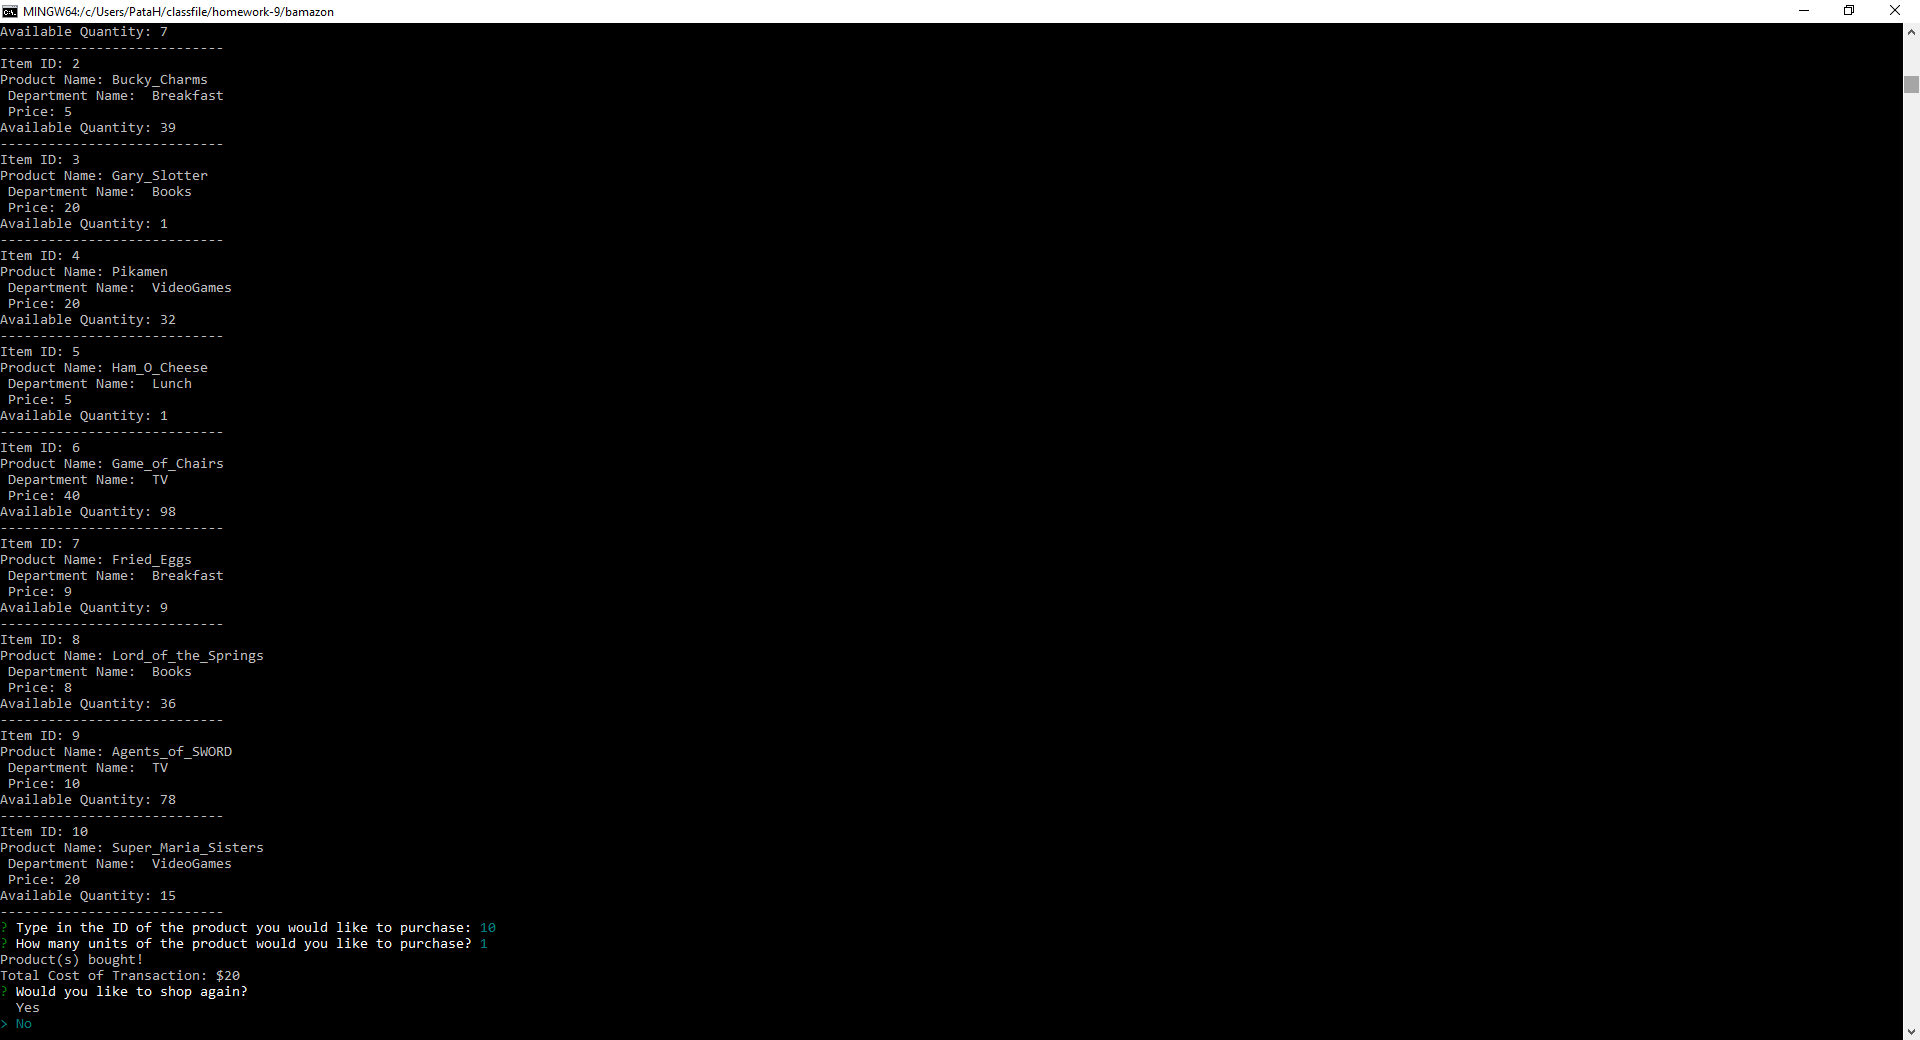 MINGW64:/c/Users/PataH/classfile/homework-9/bamazon
Available Quantity: 7
----------------------------
Item ID: 2
Product Name: Bucky_Charms
 Department Name:  Breakfast
 Price: 5
Available Quantity: 39
----------------------------
Item ID: 3
Product Name: Gary_Slotter
 Department Name:  Books
 Price: 20
Available Quantity: 1
----------------------------
Item ID: 4
Product Name: Pikamen
 Department Name:  VideoGames
 Price: 20
Available Quantity: 32
----------------------------
Item ID: 5
Product Name: Ham_O_Cheese
 Department Name:  Lunch
 Price: 5
Available Quantity: 1
----------------------------
Item ID: 6
Product Name: Game_of_Chairs
 Department Name:  TV
 Price: 40
Available Quantity: 98
----------------------------
Item ID: 7
Product Name: Fried_Eggs
 Department Name:  Breakfast
 Price: 9
Available Quantity: 9
----------------------------
Item ID: 8
Product Name: Lord_of_the_Springs
 Department Name:  Books
 Price: 8
Available Quantity: 36
----------------------------
Item ID: 9
Product Name: Agents_of_SWORD
 Department Name:  TV
 Price: 10
Available Quantity: 78
----------------------------
Item ID: 10
Product Name: Super_Maria_Sisters
 Department Name:  VideoGames
 Price: 20
Available Quantity: 15
----------------------------
? Type in the ID of the product you would like to purchase: 10
? How many units of the product would you like to purchase? 1
Product(s) bought!
Total Cost of Transaction: $20
? Would you like to shop again?
  Yes
> No